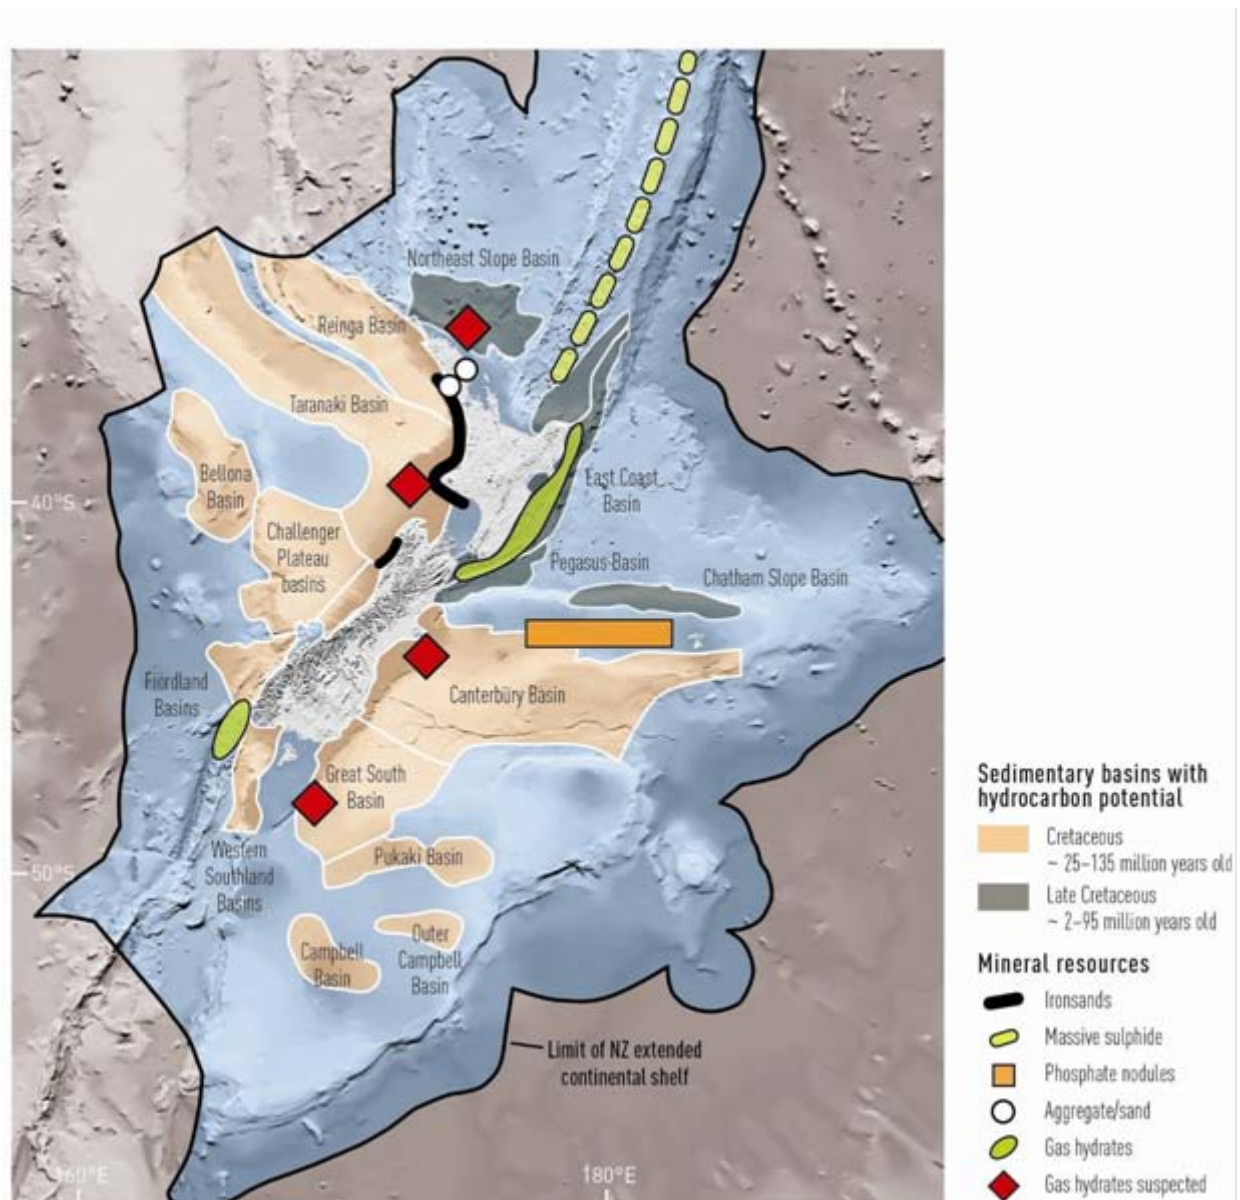 Northeast Slope Basin
Reinga Basin
Taranaki Basin
Bellona
Basin
East Coast
Basin
40°S
Challenger
Plateau
basins
Pegasus Basin
Chatham Slope Basin
Fiordland
Basins
Canterbury Basin
Great South
Basin
Western
Southland
Basins
Pukaki Basin
50°S
Campbell
Basin
Outer
Campbell
Basin
Limit of NZ extended
continental shelf
160°E
180°E
Sedimentary basins with
hydrocarbon potential
Cretaceous
~ 25–135 million years old
Late Cretaceous
~ 2–95 million years old
Mineral resources
Ironsands
Massive sulphide
Phosphate nodules
Aggregate/sand
Gas hydrates
Gas hydrates suspected